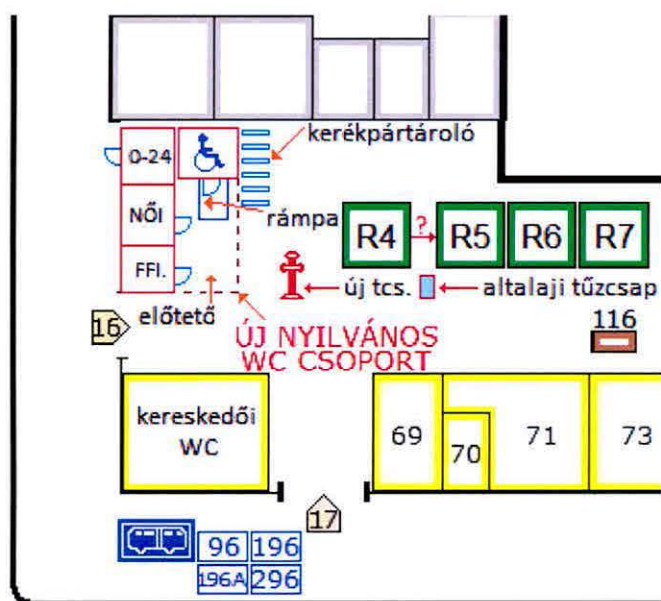 0-24
kerékpártároló
NŐI
rámpa
R4 ? R5 R6 R7
FFI.
új tcs. altalaji tűzcsap
előtető
16
ÚJ NYILVÁNOS
WC CSOPORT
116
kereskedői
WC
69 70 71 73
17
96 196
196A 296